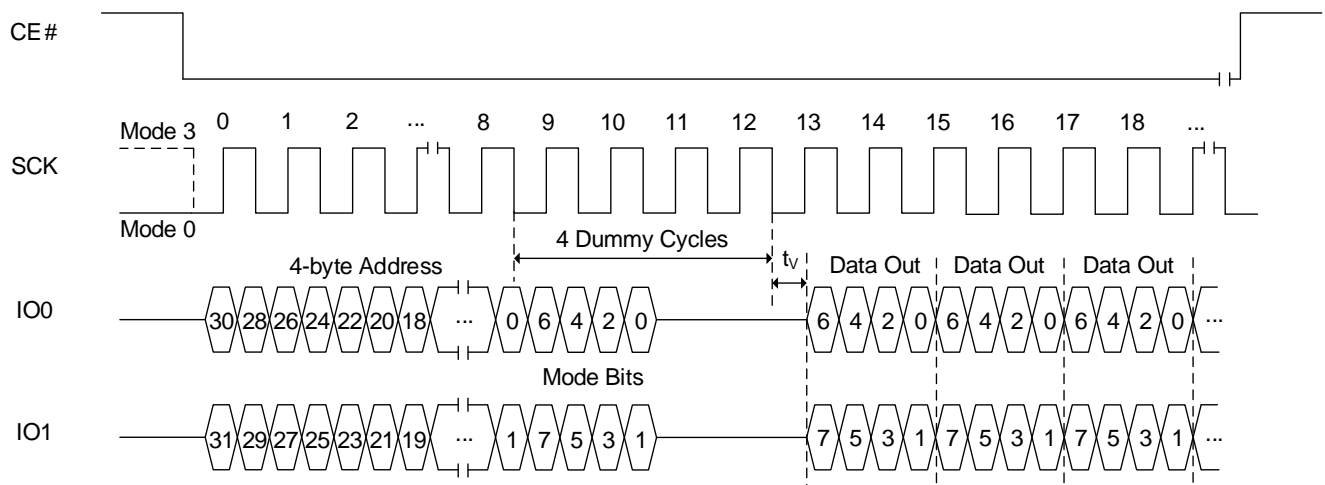 CE#
0 1 2 ... 8 9 10 11 12 13 14 15 16 17 18 ...
Mode 3
SCK
Mode 0
4 Dummy Cycles
4-byte Address tV Data Out Data Out Data Out
IO0 30 28 26 24 22 20 18 ... 0 6 4 2 0 6 4 2 0 6 4 2 0 6 4 2 0 ...
Mode Bits
IO1 31 29 27 25 23 21 19 ... 1 7 5 3 1 7 5 3 1 7 5 3 1 7 5 3 1 ...